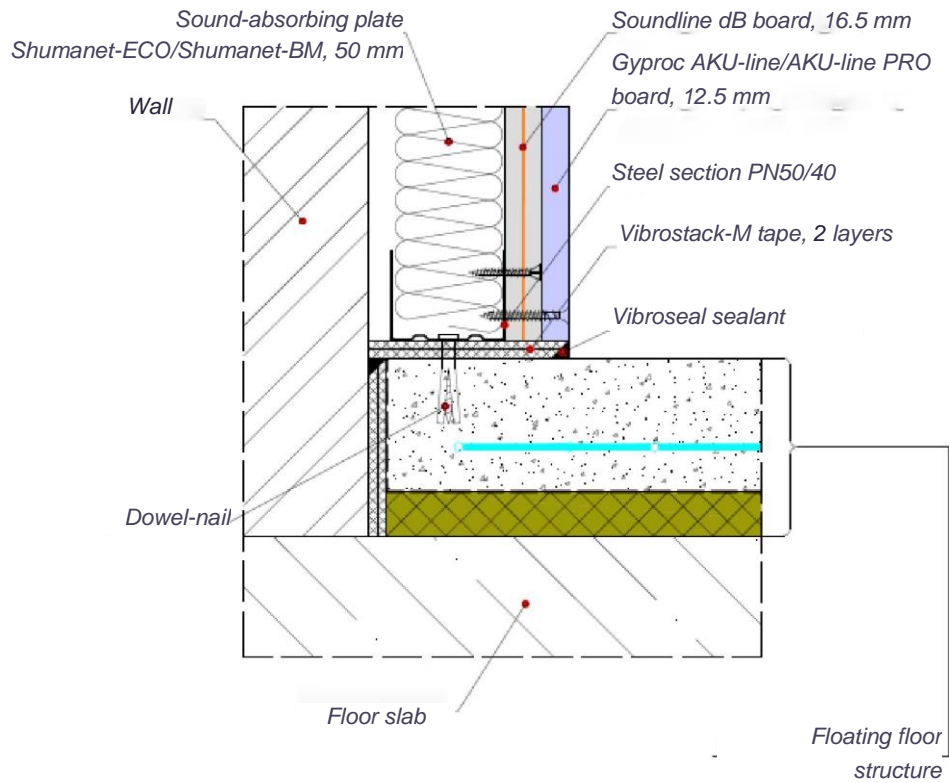 Sound-absorbing plate
Shumanet-ECO/Shumanet-BM, 50 mm
Soundline dB board, 16.5 mm
Gyproc AKU-line/AKU-line PRO
board, 12.5 mm
Wall
Steel section PN50/40
Vibrostack-M tape, 2 layers
Vibroseal sealant
Dowel-nail
Floor slab
Floating floor
structure